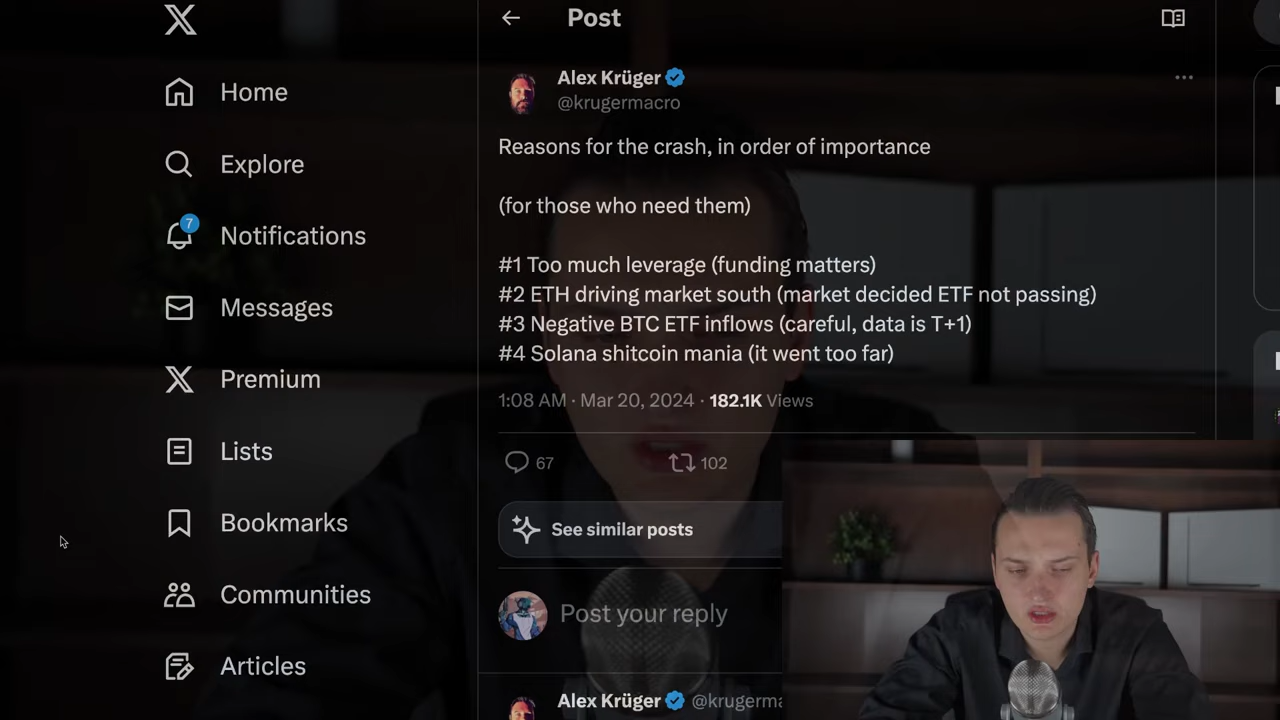 Post
Home
Explore
7
Notifications
Messages
Premium
Lists
Bookmarks
Communities
Articles
Alex Krüger
@krugermacro
Reasons for the crash, in order of importance
(for those who need them)
#1 Too much leverage (funding matters)
#2 ETH driving market south (market decided ETF not passing)
#3 Negative BTC ETF inflows (careful, data is T+1)
#4 Solana shitcoin mania (it went too far)
1:08 AM · Mar 20, 2024 · 182.1K Views
67 102
See similar posts
Post your reply
Alex Krüger @krugerma